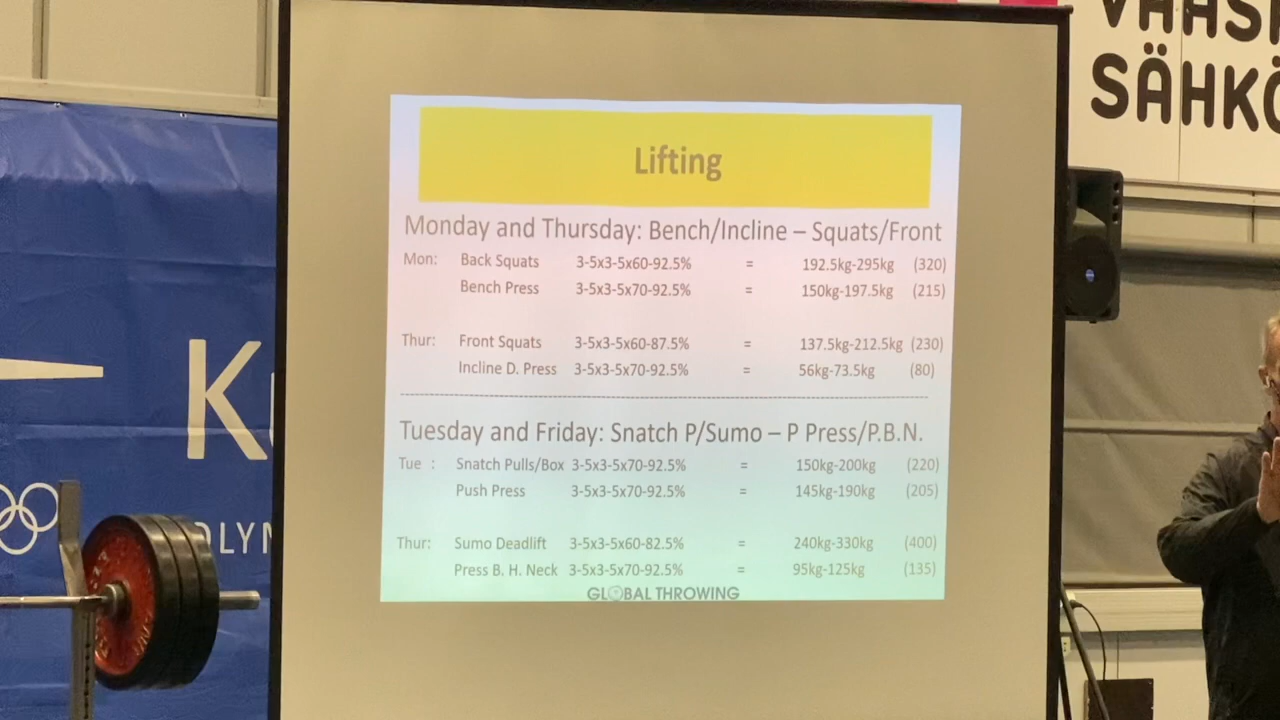 VAASA
SÄHKÖ
Lifting
Monday and Thursday: Bench/Incline – Squats/Front
Mon: Back Squats 3-5x3-5x60-92.5% = 192.5kg-295kg (320)
Bench Press 3-5x3-5x70-92.5% = 150kg-197.5kg (215)
Thur: Front Squats 3-5x3-5x60-87.5% = 137.5kg-212.5kg (230)
Incline D. Press 3-5x3-5x70-92.5% = 56kg-73.5kg (80)
Tuesday and Friday: Snatch P/Sumo – P Press/P.B.N.
Tue : Snatch Pulls/Box 3-5x3-5x70-92.5% = 150kg-200kg (220)
Push Press 3-5x3-5x70-92.5% = 145kg-190kg (205)
Thur: Sumo Deadlift 3-5x3-5x60-82.5% = 240kg-330kg (400)
Press B. H. Neck 3-5x3-5x70-92.5% = 95kg-125kg (135)
GLOBAL THROWING